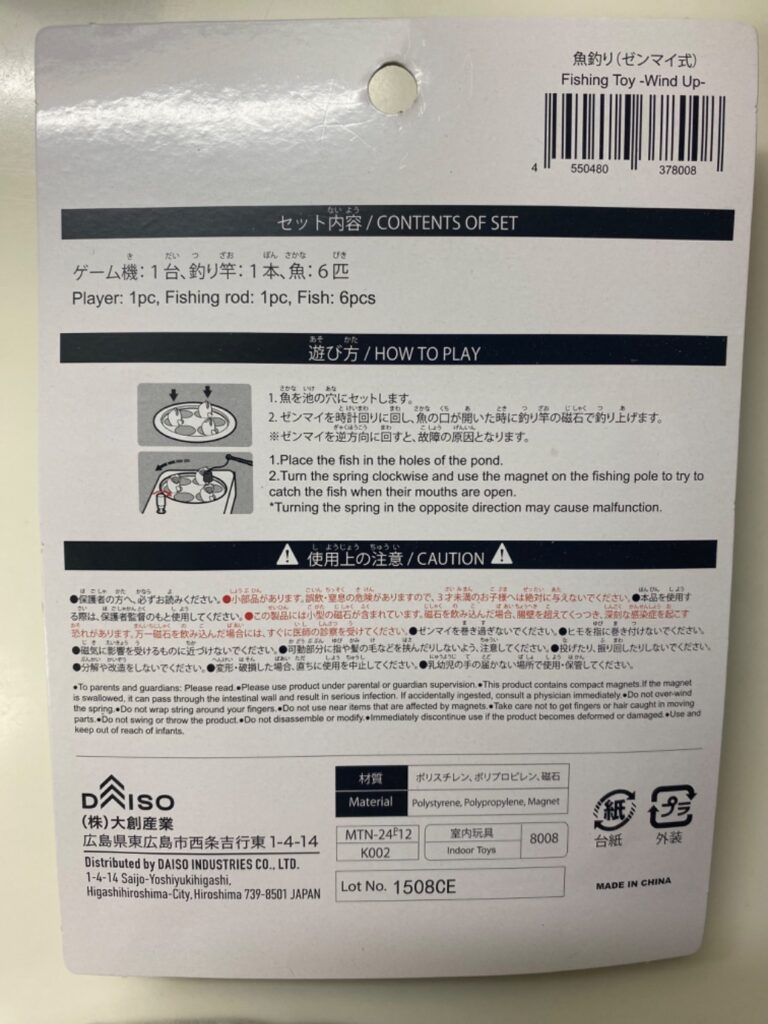 魚釣り(ゼンマイ式)
Fishing Toy -Wind Up-
4 550480 378008
セット内容 / CONTENTS OF SET
ゲーム機:1台、釣り竿:1本、魚:6匹
Player: 1pc, Fishing rod: 1pc, Fish: 6pcs
遊び方 / HOW TO PLAY
1. 魚を池の穴にセットします。
2. ゼンマイを時計回りに回し、魚の口が開いた時に釣り竿の磁石で釣り上げます。
※ゼンマイを逆方向に回すと、故障の原因となります。
1.Place the fish in the holes of the pond.
2.Turn the spring clockwise and use the magnet on the fishing pole to try to
catch the fish when their mouths are open.
*Turning the spring in the opposite direction may cause malfunction.
使用上の注意 / CAUTION
●保護者の方へ、必ずお読みください。●小部品があります。誤飲・窒息の危険がありますので、3才未満のお子様へは絶対に与えないでください。●本品を使用す
る際は、保護者監督のもと使用してください。●この製品には小型の磁石が含まれています。磁石を飲み込んだ場合、腸壁を超えてくっつき、深刻な感染症を起こす
恐れがあります。万一磁石を飲み込んだ場合には、すぐに医師の診察を受けてください。●ゼンマイを巻き過ぎないでください。●ヒモを指に巻き付けないでください。
●磁気に影響を受けるものに近づけないでください。●可動部分に指や髪の毛などを挟んだりしないよう、注意してください。●投げたり、振り回したりしないでください。
●分解や改造をしないでください。●変形・破損した場合、直ちに使用を中止してください。●乳幼児の手の届かない場所で使用・保管してください。
●To parents and guardians: Please read.●Please use product under parental or guardian supervision.●This product contains compact magnets.If the magnet
is swallowed, it can pass through the intestinal wall and result in serious infection. If accidentally ingested, consult a physician immediately.●Do not over-wind
the spring.●Do not wrap string around your fingers.●Do not use near items that are affected by magnets.●Take care not to get fingers or hair caught in moving
parts.●Do not swing or throw the product.●Do not disassemble or modify.●Immediately discontinue use if the product becomes deformed or damaged.●Use and
keep out of reach of infants.
DAISO
(株)大創産業
広島県東広島市西条吉行東 1-4-14
Distributed by DAISO INDUSTRIES CO., LTD.
1-4-14 Saijo-Yoshiyukihigashi,
Higashihiroshima-City, Hiroshima 739-8501 JAPAN
材質 ポリスチレン、ポリプロピレン、磁石
Material Polystyrene, Polypropylene, Magnet
MTN-24P12
K002
室内玩具
Indoor Toys
8008
Lot No. 1508CE
紙
台紙
プラ
外装
MADE IN CHINA